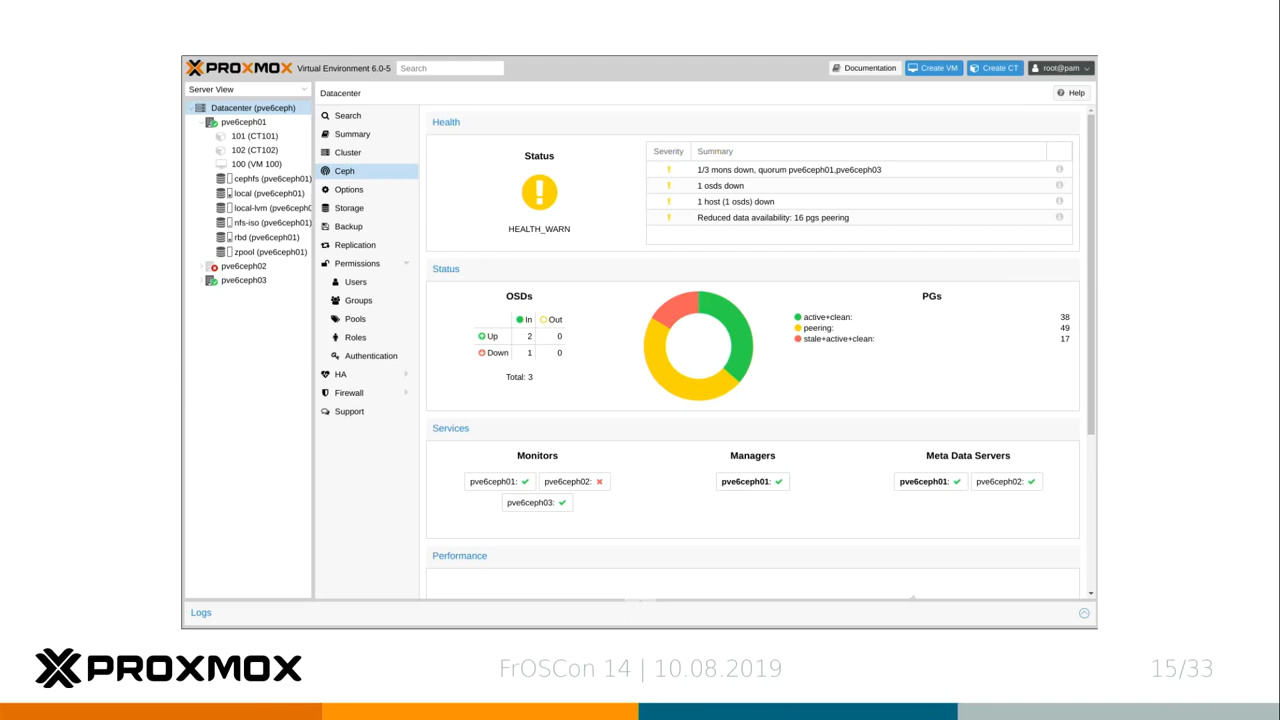 PROXMOX Virtual Environment 6.0-5 Search Documentation Create VM Create CT root@pam
Server View
Datacenter (pve6ceph)
pve6ceph01
101 (CT101)
102 (CT102)
100 (VM 100)
cephfs (pve6ceph01)
local (pve6ceph01)
local-lvm (pve6ceph0
nfs-iso (pve6ceph01)
rbd (pve6ceph01)
zpool (pve6ceph01)
pve6ceph02
pve6ceph03
Datacenter
Help
Search
Summary
Cluster
Ceph
Options
Storage
Backup
Replication
Permissions
Users
Groups
Pools
Roles
Authentication
HA
Firewall
Support
Health
Status
HEALTH_WARN
Severity Summary
1/3 mons down, quorum pve6ceph01,pve6ceph03
1 osds down
1 host (1 osds) down
Reduced data availability: 16 pgs peering
Status
OSDs
In Out
Up 2 0
Down 1 0
Total: 3
PGs
active+clean: 38
peering: 49
stale+active+clean: 17
Services
Monitors
pve6ceph01: pve6ceph02:
pve6ceph03:
Managers
pve6ceph01:
Meta Data Servers
pve6ceph01: pve6ceph02:
Performance
Logs
PROXMOX
FrOSCon 14 | 10.08.2019
15/33